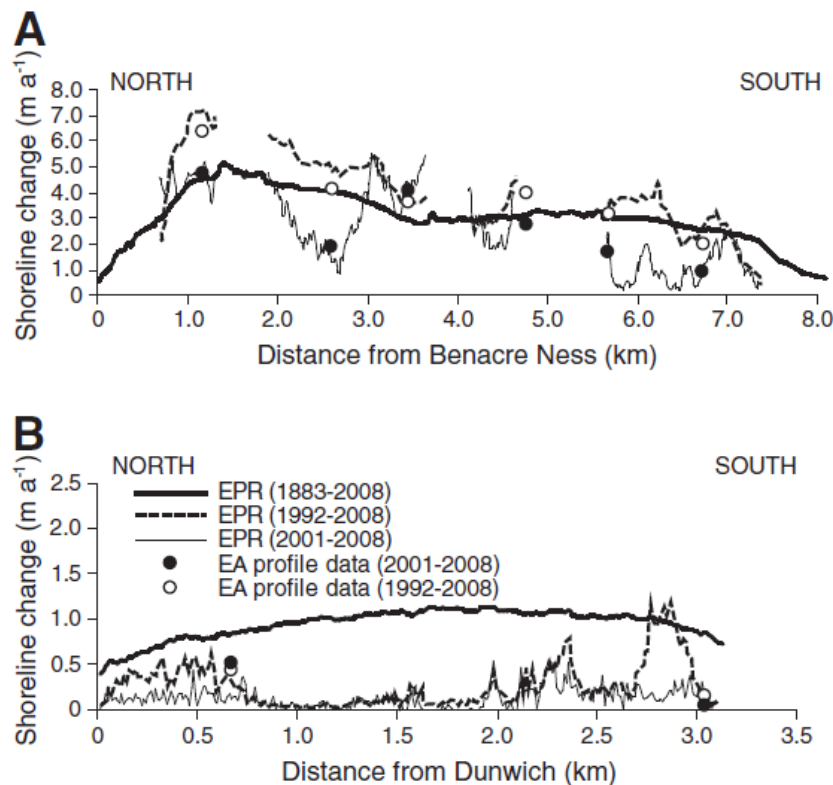 A
NORTH
SOUTH
Shoreline change (m a⁻¹)
8.0
7.0
6.0
5.0
4.0
3.0
2.0
1.0
0
0 1.0 2.0 3.0 4.0 5.0 6.0 7.0 8.0
Distance from Benacre Ness (km)
B
NORTH
SOUTH
Shoreline change (m a⁻¹)
2.5
2.0
1.5
1.0
0.5
0
EPR (1883-2008)
EPR (1992-2008)
EPR (2001-2008)
EA profile data (2001-2008)
EA profile data (1992-2008)
0 0.5 1.0 1.5 2.0 2.5 3.0 3.5
Distance from Dunwich (km)